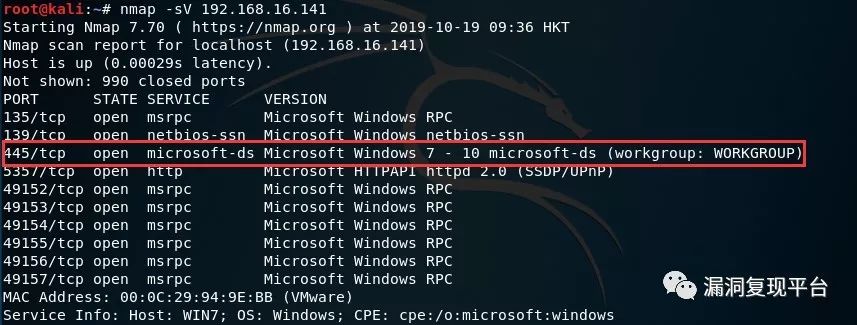 root@kali:~# nmap -sV 192.168.16.141
Starting Nmap 7.70 ( https://nmap.org ) at 2019-10-19 09:36 HKT
Nmap scan report for localhost (192.168.16.141)
Host is up (0.00029s latency).
Not shown: 990 closed ports
PORT      STATE SERVICE      VERSION
135/tcp   open  msrpc        Microsoft Windows RPC
139/tcp   open  netbios-ssn  Microsoft Windows netbios-ssn
445/tcp   open  microsoft-ds Microsoft Windows 7 - 10 microsoft-ds (workgroup: WORKGROUP)
5357/tcp  open  http         Microsoft HTTPAPI httpd 2.0 (SSDP/UPnP)
49152/tcp open  msrpc        Microsoft Windows RPC
49153/tcp open  msrpc        Microsoft Windows RPC
49154/tcp open  msrpc        Microsoft Windows RPC
49155/tcp open  msrpc        Microsoft Windows RPC
49156/tcp open  msrpc        Microsoft Windows RPC
49157/tcp open  msrpc        Microsoft Windows RPC
MAC Address: 00:0C:29:94:9E:BB (VMware)
Service Info: Host: WIN7; OS: Windows; CPE: cpe:/o:microsoft:windows
漏洞复现平台